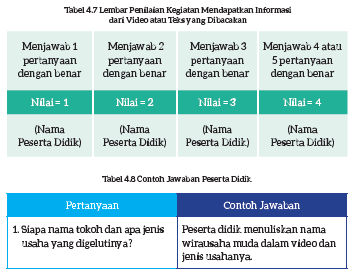 Tabel 4.7 Lembar Penilaian Kegiatan Mendapatkan Informasi
dari Video atau Teks yang Dibacakan
Menjawab 1 pertanyaan dengan benar
Menjawab 2 pertanyaan dengan benar
Menjawab 3 pertanyaan dengan benar
Menjawab 4 atau 5 pertanyaan dengan benar
Nilai = 1
Nilai = 2
Nilai = 3
Nilai = 4
(Nama Peserta Didik)
(Nama Peserta Didik)
(Nama Peserta Didik)
(Nama Peserta Didik)
Tabel 4.8 Contoh Jawaban Peserta Didik
Pertanyaan
Contoh Jawaban
1. Siapa nama tokoh dan apa jenis
usaha yang digelutinya?
Peserta didik menuliskan nama
wirausaha muda dalam video dan
jenis usahanya.